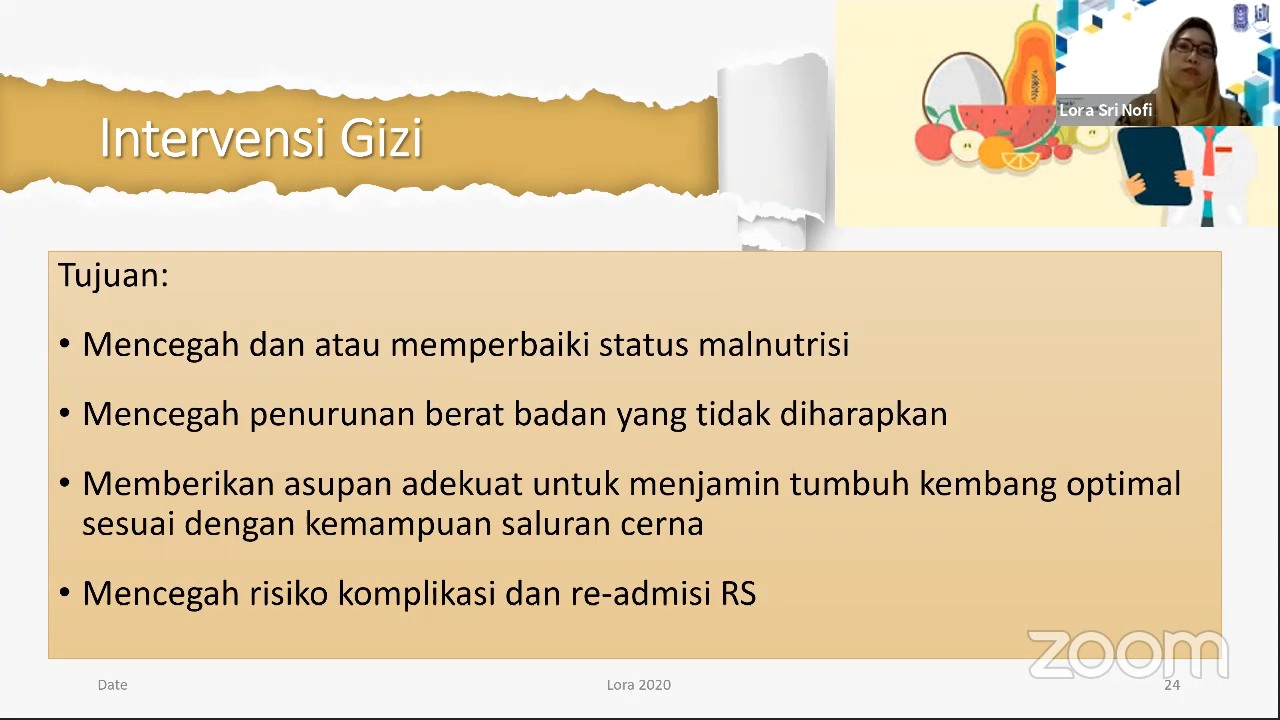 Intervensi Gizi
Lora Sri Nofi
Tujuan:
• Mencegah dan atau memperbaiki status malnutrisi
• Mencegah penurunan berat badan yang tidak diharapkan
• Memberikan asupan adekuat untuk menjamin tumbuh kembang optimal
sesuai dengan kemampuan saluran cerna
• Mencegah risiko komplikasi dan re-admisi RS
zoom
Date
Lora 2020
24